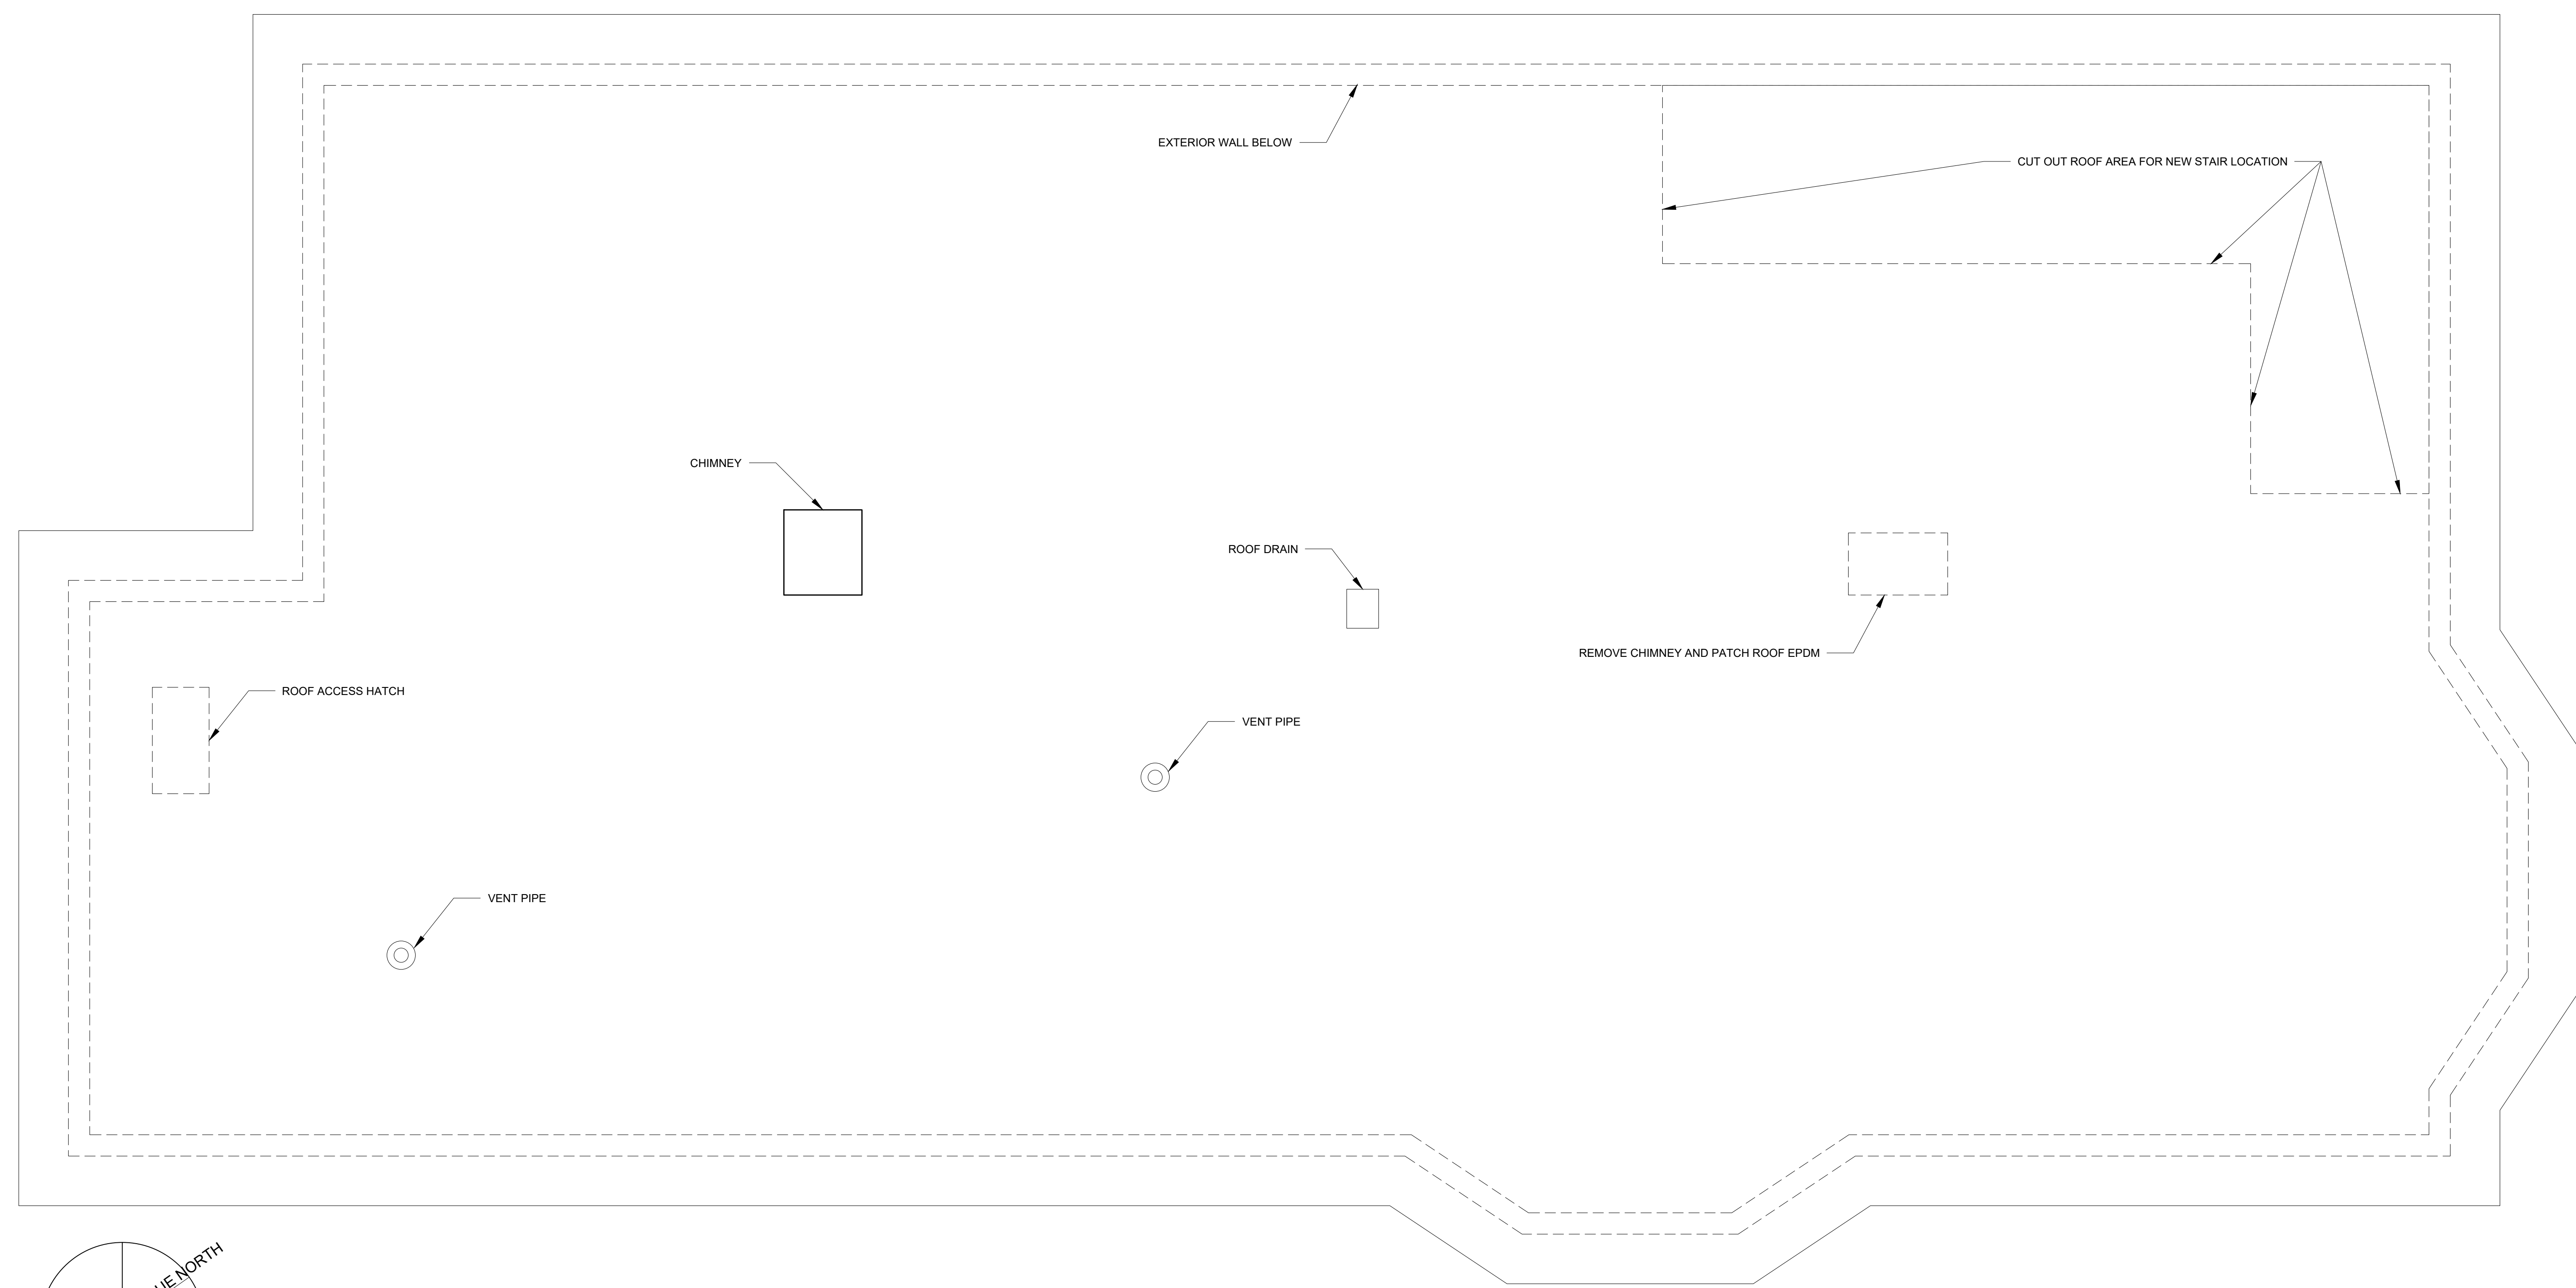 EXTERIOR WALL BELOW
CUT OUT ROOF AREA FOR NEW STAIR LOCATION
CHIMNEY
ROOF DRAIN
REMOVE CHIMNEY AND PATCH ROOF EPDM
ROOF ACCESS HATCH
VENT PIPE
VENT PIPE
NORTH